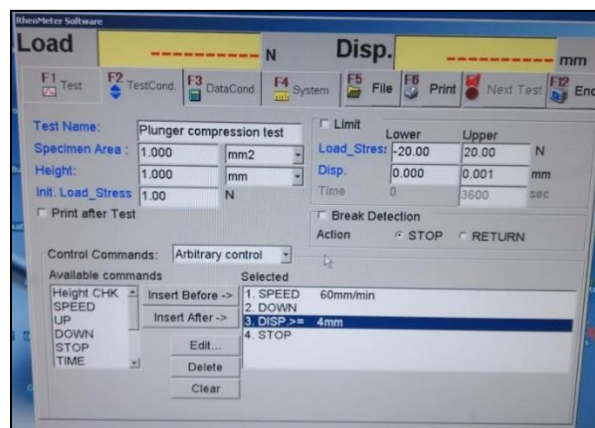 RheoMeter Software
Load ---------- N Disp. ---------- mm
F1 Test F2 TestCond. F3 DataCond. F4 System F5 File F6 Print Next Test F12 End
Test Name: Plunger compression test
Specimen Area : 1.000 mm2
Height: 1.000 mm
Init. Load_Stress 1.00 N
Print after Test
Limit
Lower Upper
Load_Stres: -20.00 20.00 N
Disp. 0.000 0.001 mm
Time 0 3600 sec
Break Detection
Action STOP RETURN
Control Commands: Arbitrary control
Available commands
Height CHK
SPEED
UP
DOWN
STOP
TIME
Insert Before ->
Insert After ->
Edit...
Delete
Clear
Selected
1. SPEED 60mm/min
2. DOWN
3. DISP.>= 4mm
4. STOP